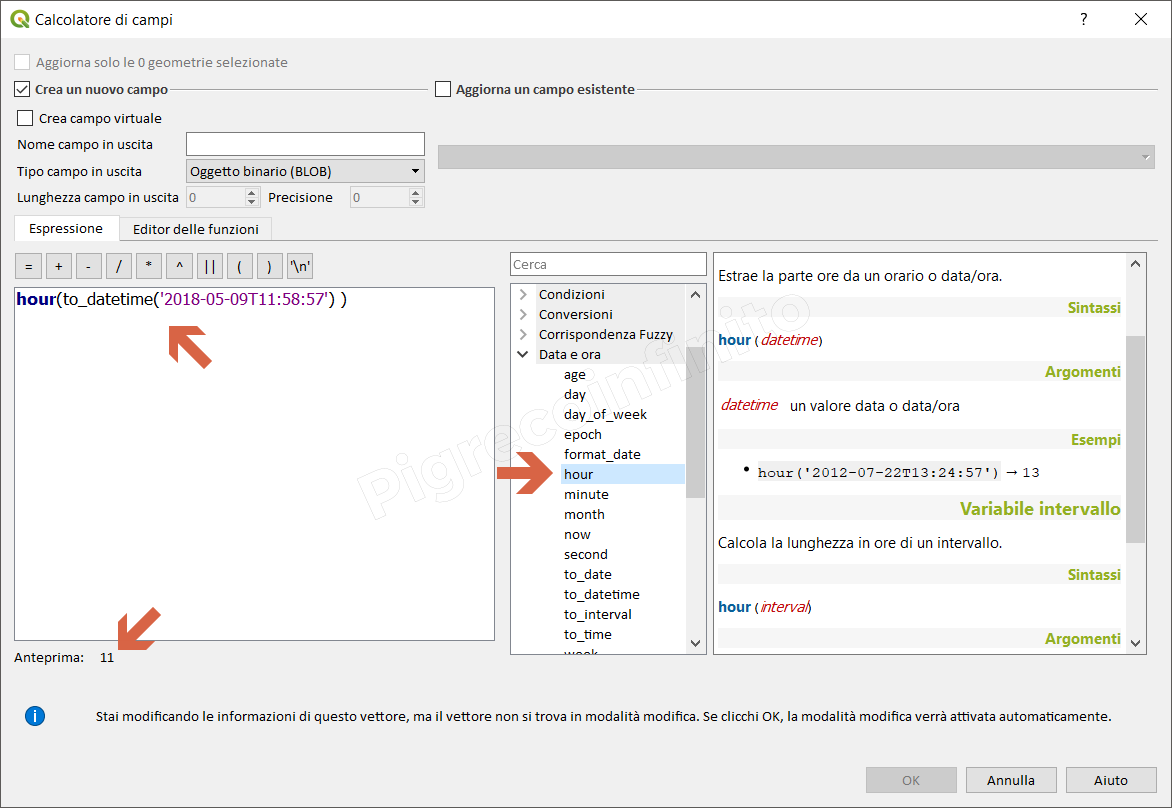 Calcolatore di campi
?
Aggiorna solo le 0 geometrie selezionate
Crea un nuovo campo
Aggiorna un campo esistente
Crea campo virtuale
Nome campo in uscita
Tipo campo in uscita Oggetto binario (BLOB)
Lunghezza campo in uscita 0 Precisione 0
Espressione Editor delle funzioni
= + - / * ^ || ( ) '\n'
hour(to_datetime('2018-05-09T11:58:57') )
Anteprima: 11
Cerca
Condizioni
Conversioni
Corrispondenza Fuzzy
Data e ora
age
day
day_of_week
epoch
format_date
hour
minute
month
now
second
to_date
to_datetime
to_interval
to_time
week
Estrae la parte ore da un orario o data/ora.
Sintassi
hour (datetime)
Argomenti
datetime un valore data o data/ora
Esempi
• hour('2012-07-22T13:24:57') → 13
Variabile intervallo
Calcola la lunghezza in ore di un intervallo.
Sintassi
hour (interval)
Argomenti
Pigrecoinfinito
Stai modificando le informazioni di questo vettore, ma il vettore non si trova in modalità modifica. Se clicchi OK, la modalità modifica verrà attivata automaticamente.
OK Annulla Aiuto